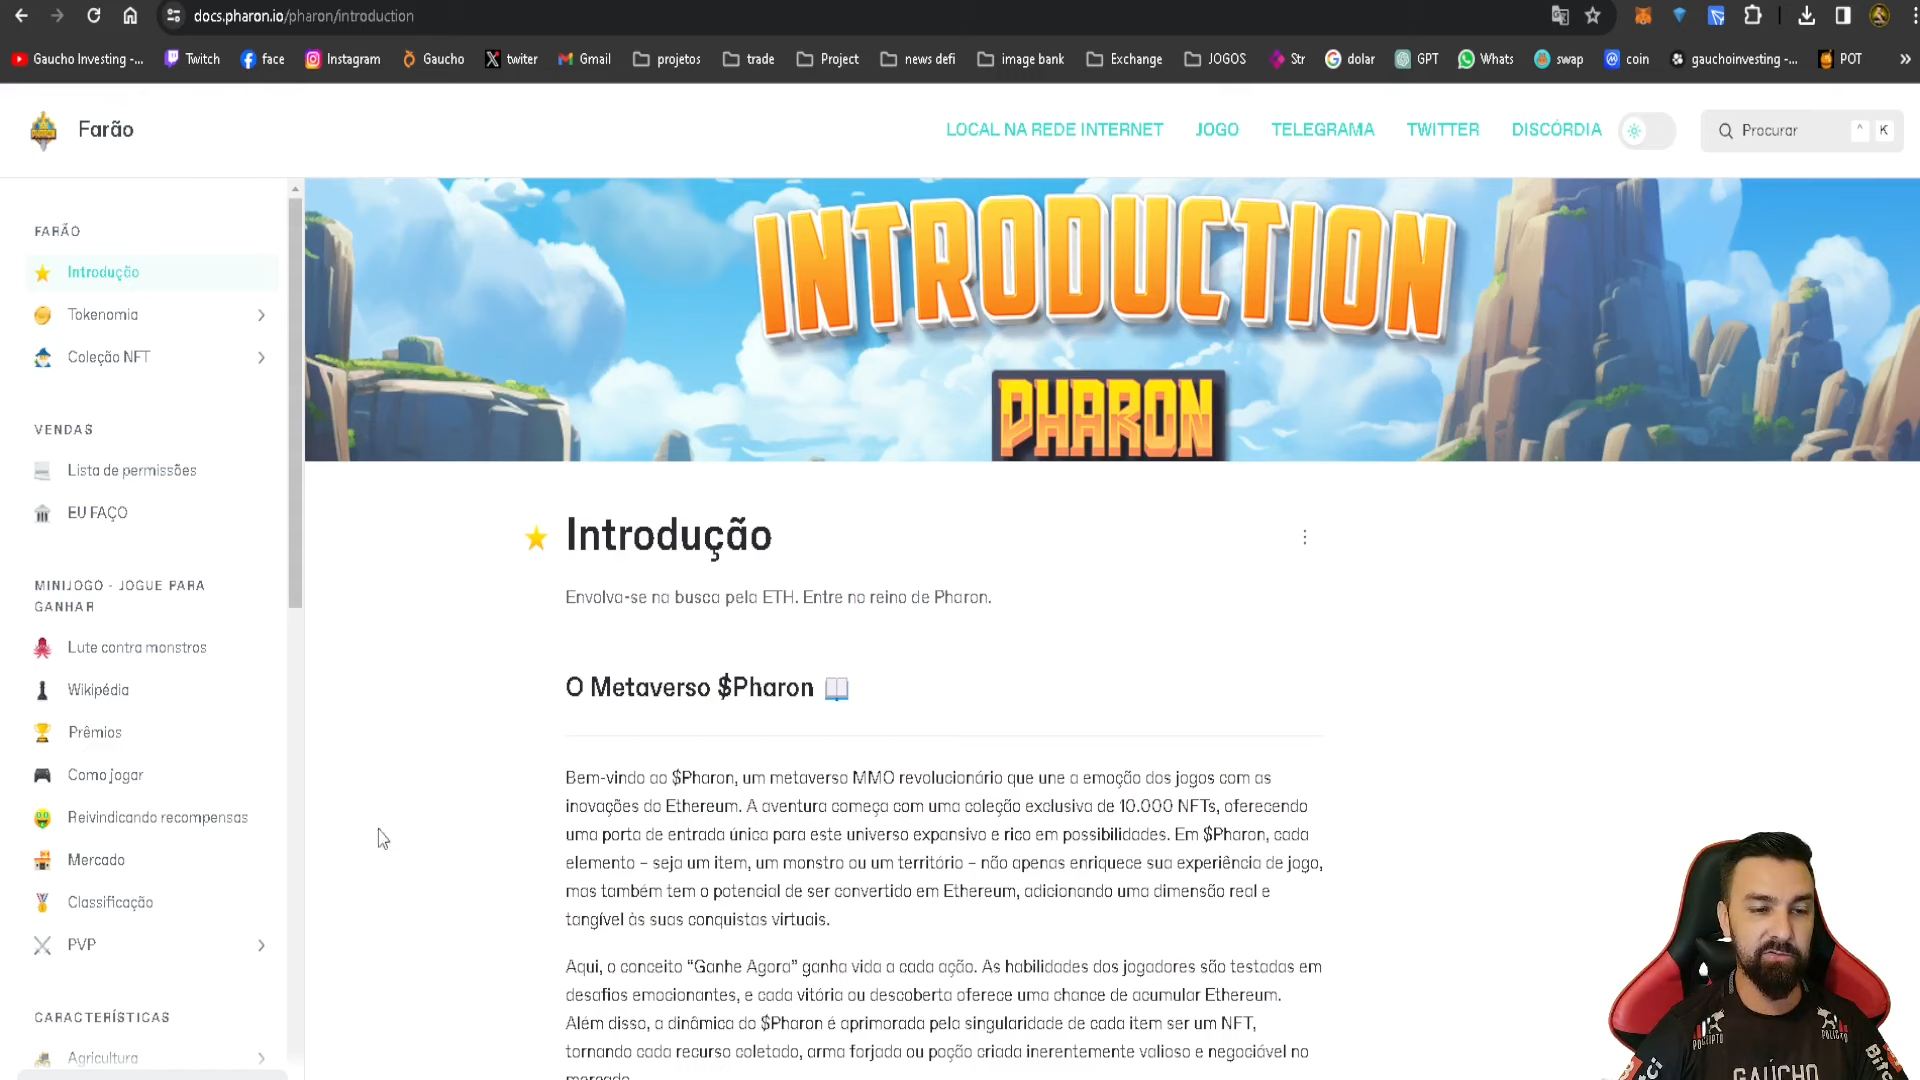 docs.pharon.io/pharon/introduction
Gaucho Investing -...
Twitch
face
Instagram
Gaucho
twiter
Gmail
projetos
trade
Project
news defi
image bank
Exchange
JOGOS
Str
dolar
GPT
Whats
swap
coin
gauchoinvesting -...
POT
»
Farão
LOCAL NA REDE INTERNET
JOGO
TELEGRAMA
TWITTER
DISCÓRDIA
Procurar
^ K
FARÃO
Introdução
Tokenomia
Coleção NFT
VENDAS
Lista de permissões
EU FAÇO
MINIJOGO - JOGUE PARA
GANHAR
Lute contra monstros
Wikipédia
Prêmios
Como jogar
Reivindicando recompensas
Mercado
Classificação
PVP
CARACTERÍSTICAS
Agricultura
INTRODUCTION
PHARON
Introdução
Envolva-se na busca pela ETH. Entre no reino de Pharon.
O Metaverso $Pharon
Bem-vindo ao $Pharon, um metaverso MMO revolucionário que une a emoção dos jogos com as
inovações do Ethereum. A aventura começa com uma coleção exclusiva de 10.000 NFTs, oferecendo
uma porta de entrada única para este universo expansivo e rico em possibilidades. Em $Pharon, cada
elemento – seja um item, um monstro ou um território – não apenas enriquece sua experiência de jogo,
mas também tem o potencial de ser convertido em Ethereum, adicionando uma dimensão real e
tangível às suas conquistas virtuais.
Aqui, o conceito “Ganhe Agora” ganha vida a cada ação. As habilidades dos jogadores são testadas em
desafios emocionantes, e cada vitória ou descoberta oferece uma chance de acumular Ethereum.
Além disso, a dinâmica do $Pharon é aprimorada pela singularidade de cada item ser um NFT,
tornando cada recurso coletado, arma forjada ou poção criada inerentemente valioso e negociável no
mercado.
GAÚCHO